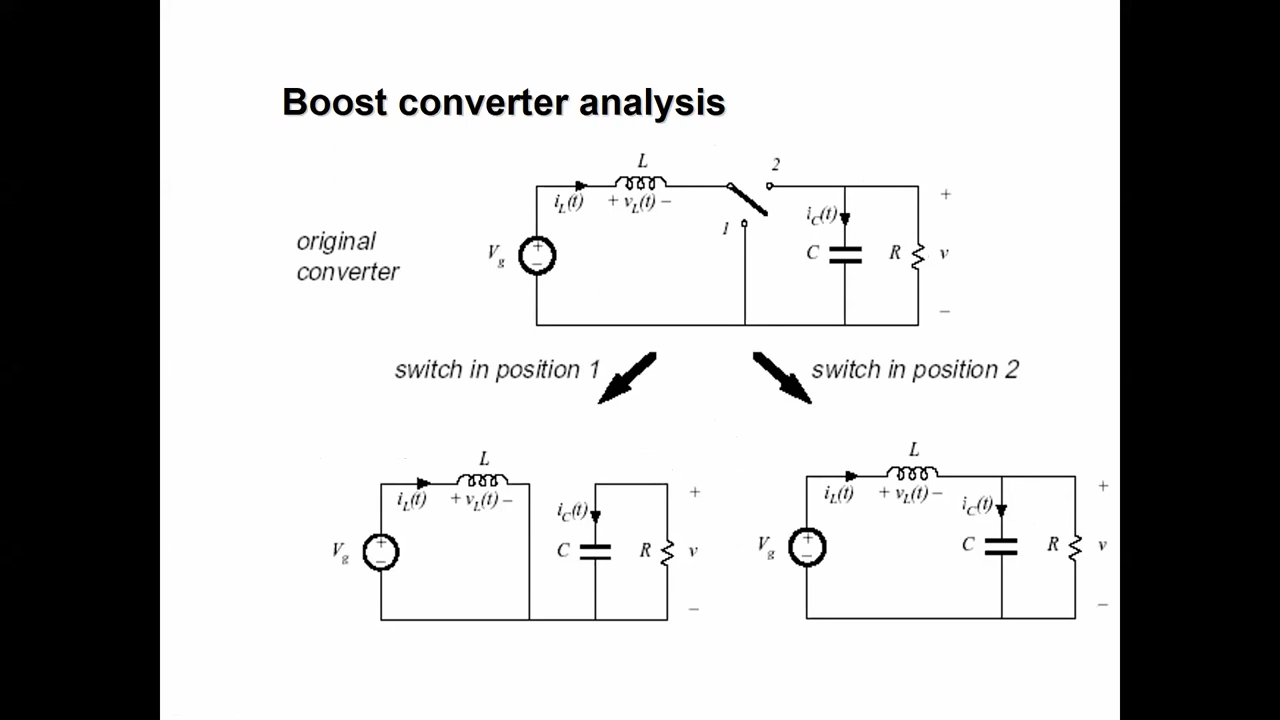 Boost converter analysis
L
2
i_L(t)
+ v_L(t) –
i_C(t)
+
1
original
converter
V_g
+
–
C
R
v
–
switch in position 1
switch in position 2
L
i_L(t)
+ v_L(t) –
i_C(t)
+
V_g
+
–
C
R
v
–
L
i_L(t)
+ v_L(t) –
i_C(t)
+
V_g
+
–
C
R
v
–